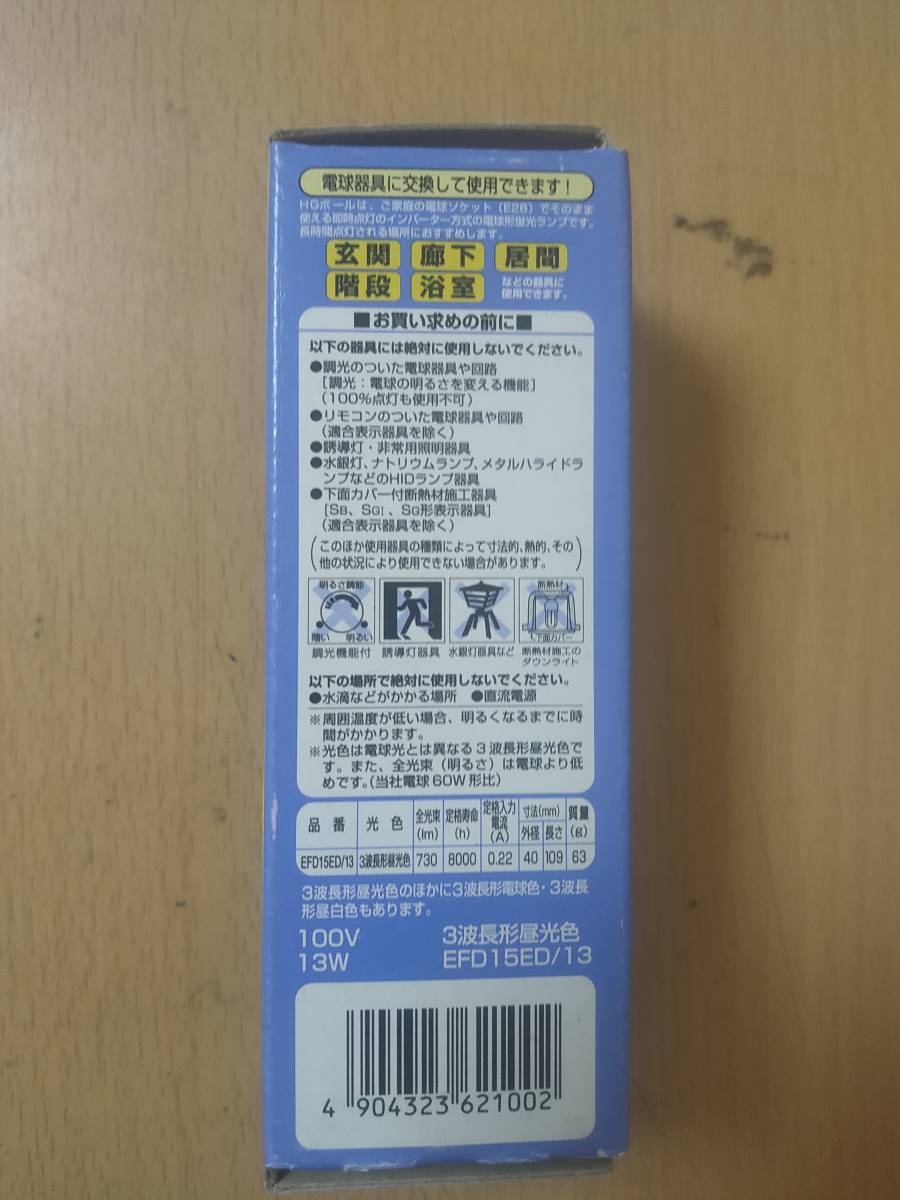 電球器具に交換して使用できます！
HGボールは、ご家庭の電球ソケット（E26）でそのまま
使える即時点灯のインバーター方式の電球形蛍光ランプです。
長時間点灯される場所におすすめします。
玄関 廊下 居間
階段 浴室 などの器具に
使用できます。
■お買い求めの前に■
以下の器具には絶対に使用しないでください。
●調光のついた電球器具や回路
［調光：電球の明るさを変える機能］
（100％点灯も使用不可）
●リモコンのついた電球器具や回路
（適合表示器具を除く）
●誘導灯・非常用照明器具
●水銀灯、ナトリウムランプ、メタルハライドラ
ンプなどのHIDランプ器具
●下面カバー付断熱材施工器具
［SB、SGI、SG形表示器具］
（適合表示器具を除く）
（このほか使用器具の種類によって寸法的、熱的、その
他の状況により使用できない場合があります。）
明るさ調節
暗い 明るい
断熱材
下面カバー
調光機能付 誘導灯器具 水銀灯器具など 断熱材施工の
ダウンライト
以下の場所で絶対に使用しないでください。
●水滴などがかかる場所 ●直流電源
※周囲温度が低い場合、明るくなるまでに時
間がかかります。
※光色は電球光とは異なる3波長形昼光色で
す。また、全光束（明るさ）は電球より低
めです。（当社電球60W形比）
品番 光色 全光束(lm) 定格寿命(h) 定格入力電流(A) 寸法(mm) 外径 長さ 質量(g)
EFD15ED/13 3波長形昼光色 730 8000 0.22 40 109 63
3波長形昼光色のほかに3波長形電球色・3波長
形昼白色もあります。
100V 3波長形昼光色
13W EFD15ED/13
4 904323 621002